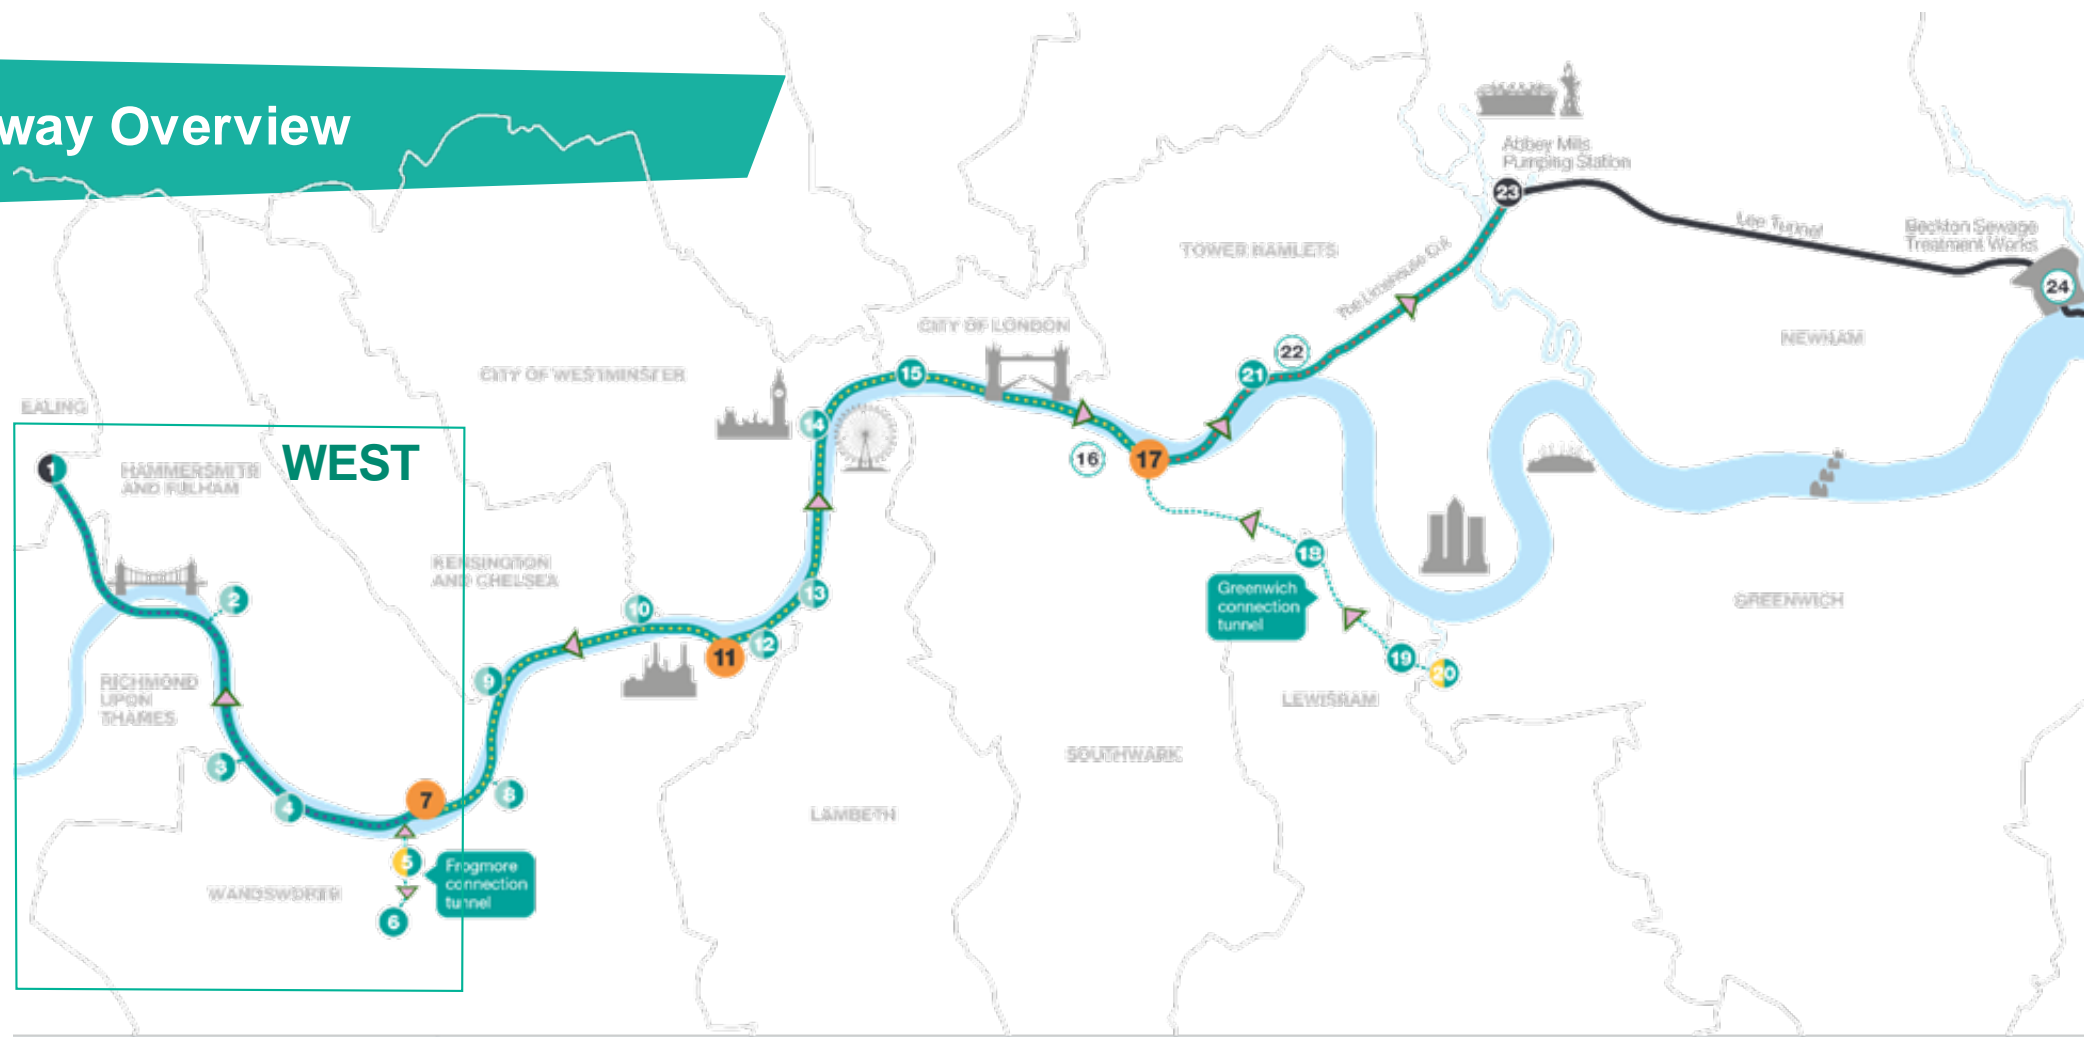 way Overview
Abbey Mills
Pumping Station
23
Lee Tunnel
Beckton Sewage
Treatment Works
24
TOWER HAMLETS
CITY OF LONDON
NEWHAM
22
21
15
CITY OF WESTMINSTER
EALING
14
WEST
1
HAMMERSMITH
AND FULHAM
16
17
KENSINGTON
AND CHELSEA
18
Greenwich
connection
tunnel
2
10
13
GREENWICH
12
11
19
20
9
RICHMOND
UPON
THAMES
LEWISHAM
SOUTHWARK
3
4
7
8
LAMBETH
5
Frogmore
connection
tunnel
WANDSWORTH
6